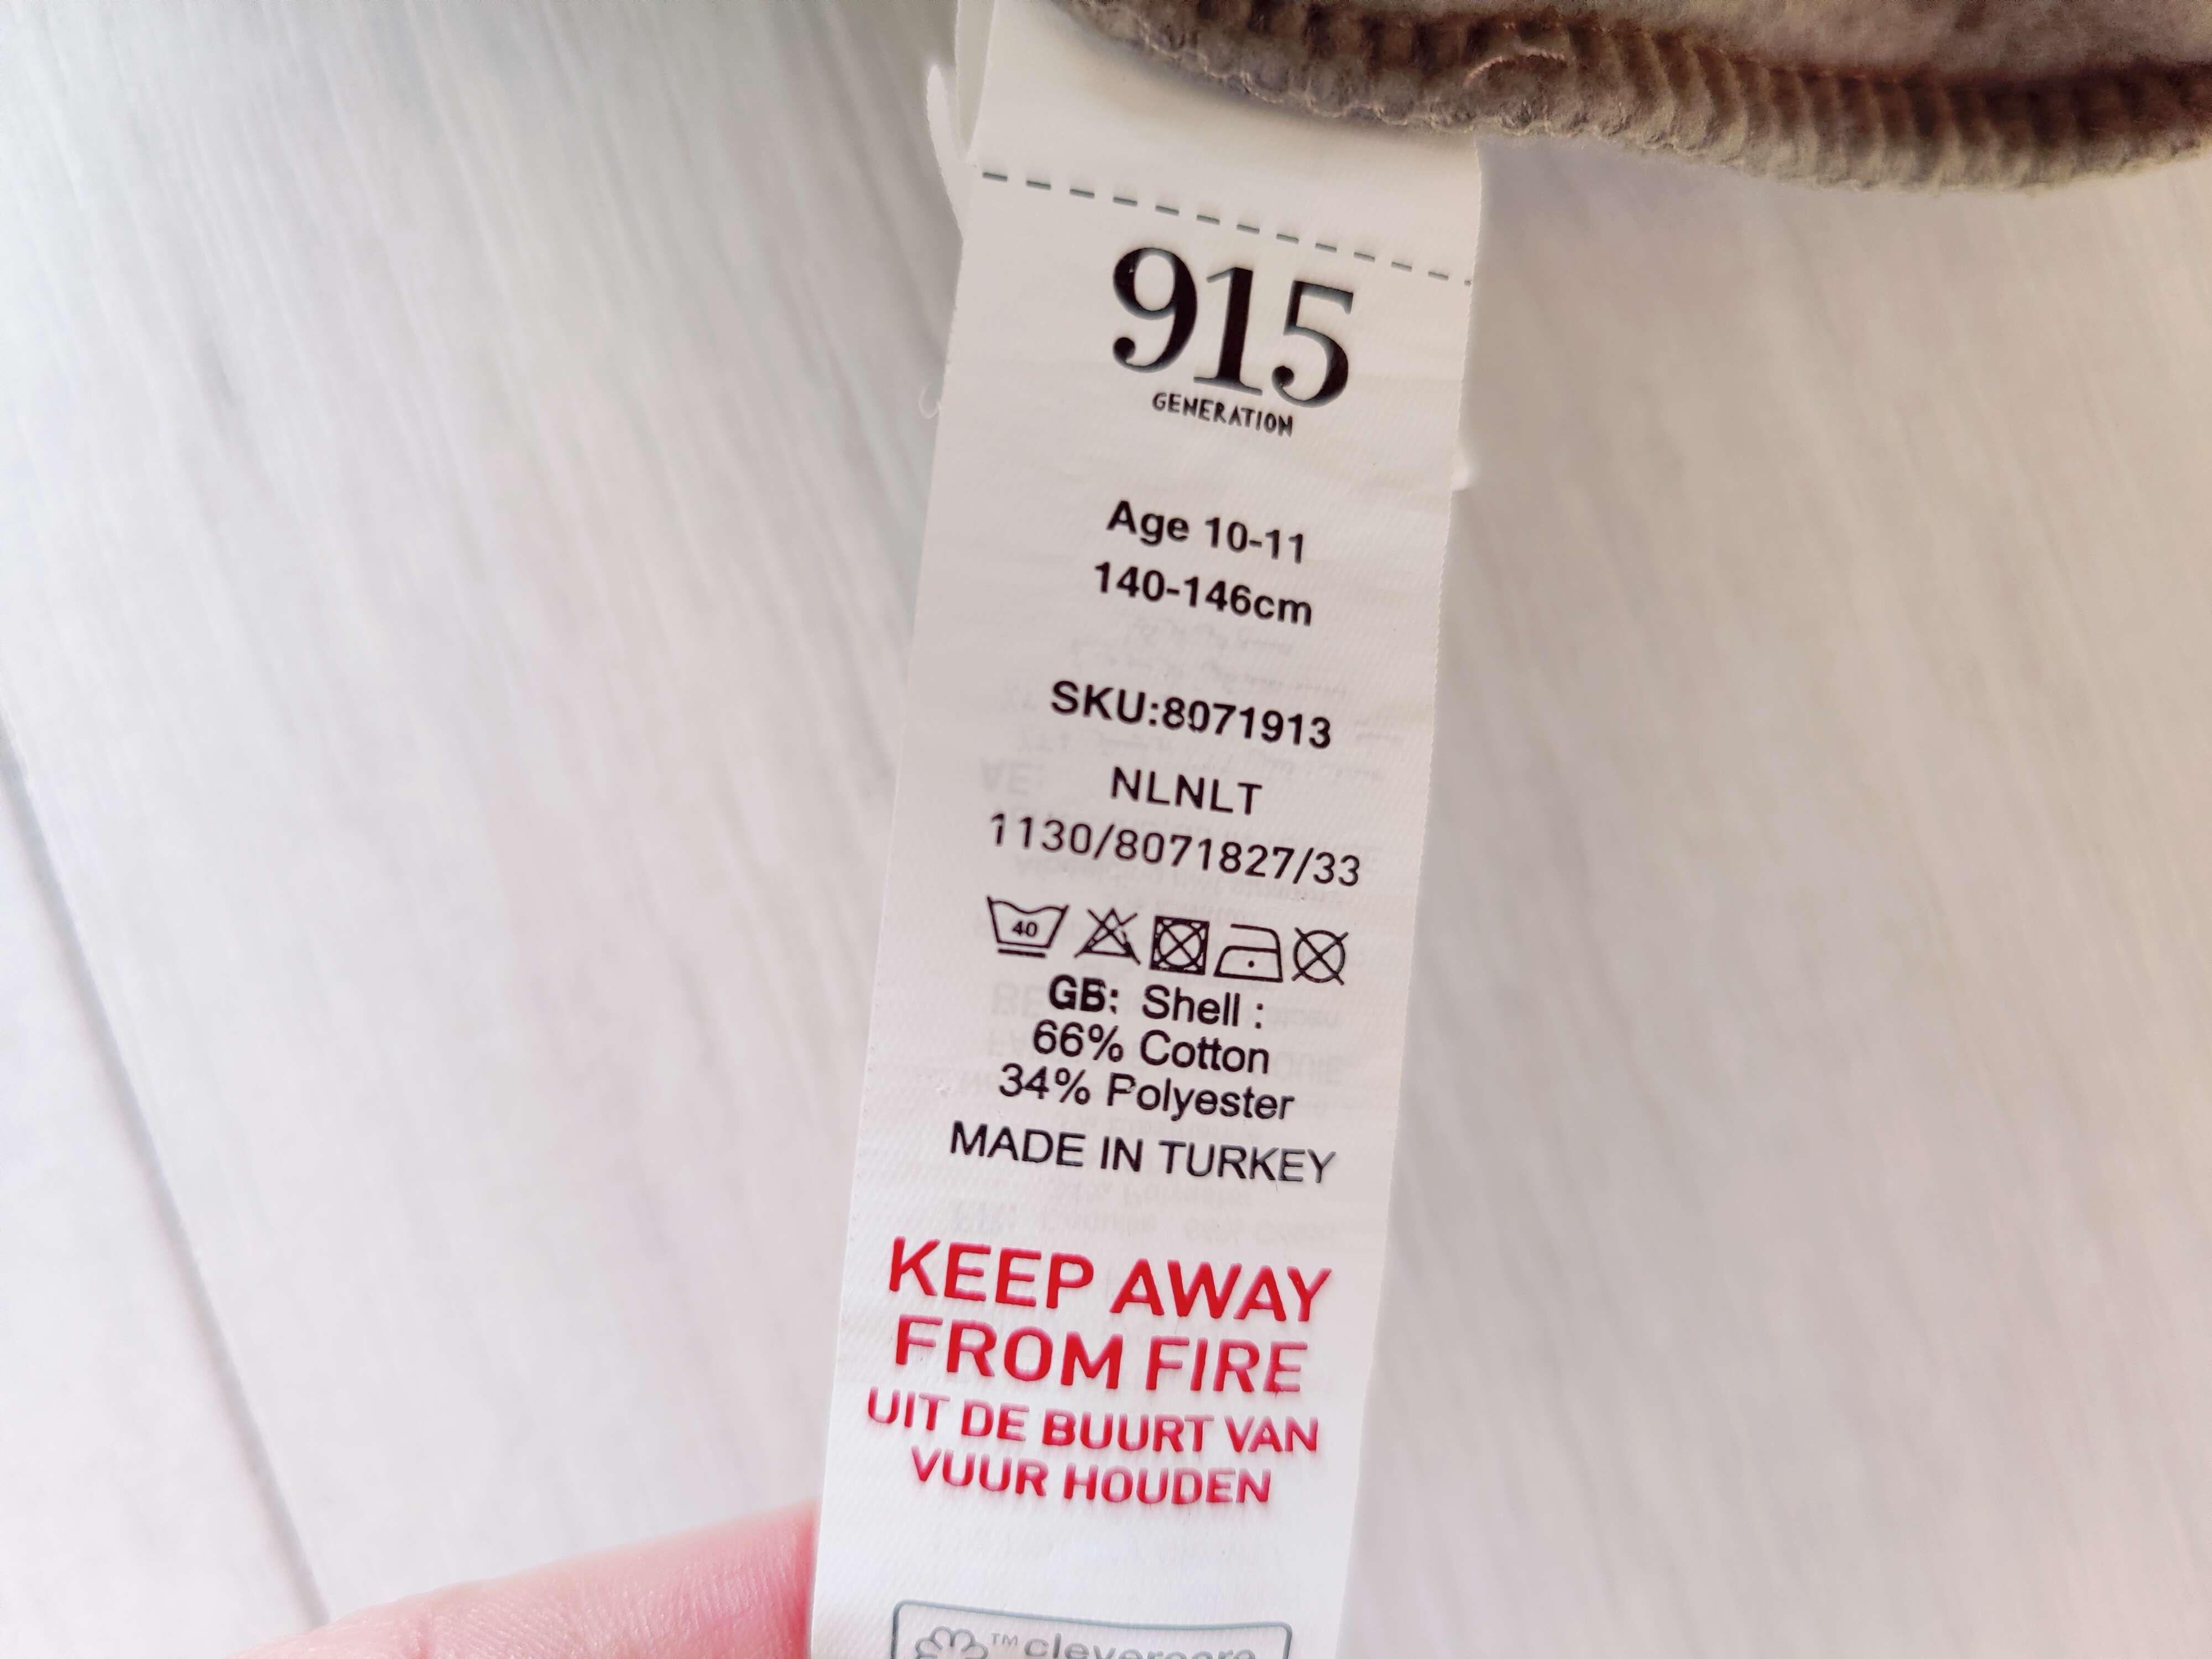 915
GENERATION
Age 10-11
140-146cm
SKU:8071913
NLNLT
1130/8071827/33
40
GB: Shell :
66% Cotton
34% Polyester
MADE IN TURKEY
KEEP AWAY
FROM FIRE
UIT DE BUURT VAN
VUUR HOUDEN
™clevercare